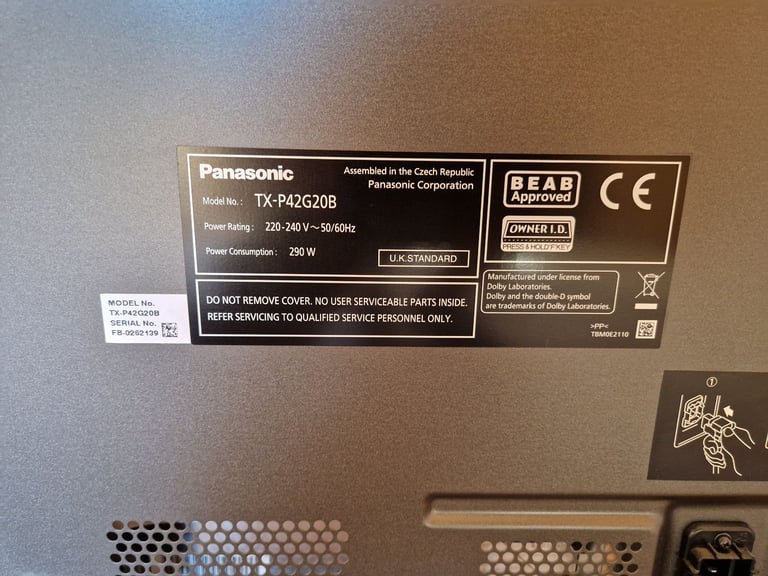 Panasonic
Assembled in the Czech Republic
Panasonic Corporation
Model No. : TX-P42G20B
Power Rating : 220-240 V～50/60Hz
Power Consumption : 290 W
U.K.STANDARD
DO NOT REMOVE COVER. NO USER SERVICEABLE PARTS INSIDE.
REFER SERVICING TO QUALIFIED SERVICE PERSONNEL ONLY.
BEAB
Approved
CE
OWNER I.D.
PRESS & HOLD'F'KEY
Manufactured under license from
Dolby Laboratories.
Dolby and the double-D symbol
are trademarks of Dolby Laboratories.
>PP<
TBM0E2110
MODEL No.
TX-P42G20B
SERIAL No.
FB-0262139
①